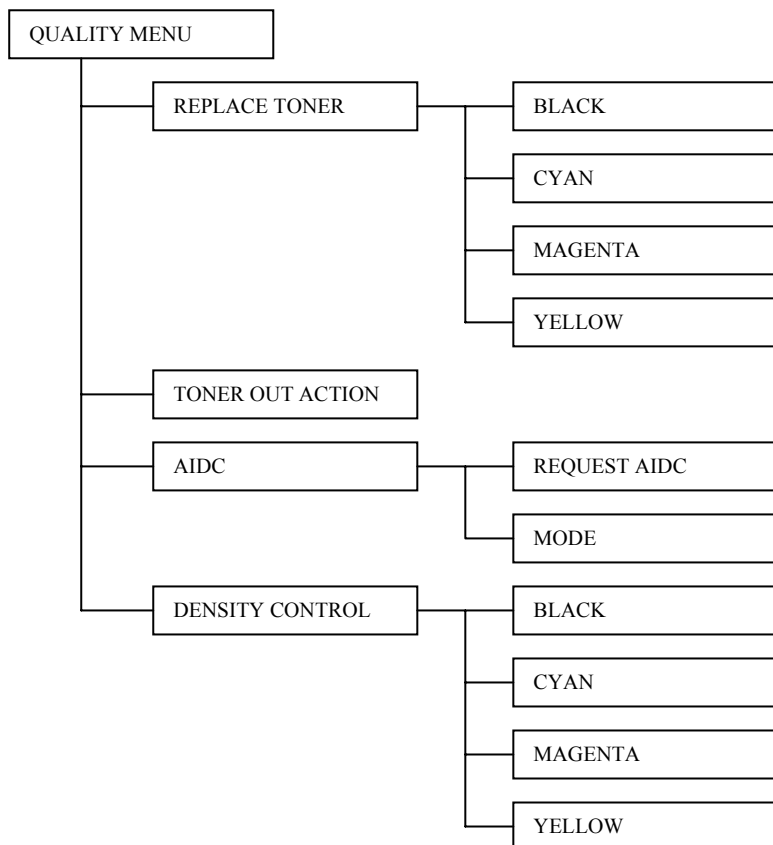 QUALITY MENU
REPLACE TONER
BLACK
CYAN
MAGENTA
YELLOW
TONER OUT ACTION
AIDC
REQUEST AIDC
MODE
DENSITY CONTROL
BLACK
CYAN
MAGENTA
YELLOW